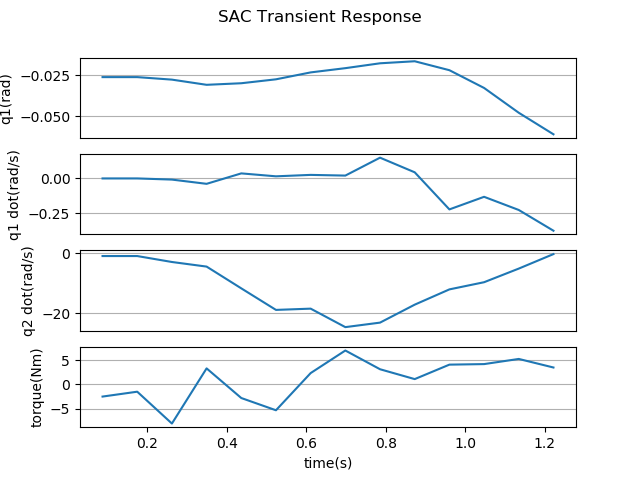 SAC Transient Response
q1(rad)
−0.025
−0.050
q1 dot(rad/s)
0.00
−0.25
q2 dot(rad/s)
0
−20
torque(Nm)
5
0
−5
0.2 0.4 0.6 0.8 1.0 1.2
time(s)